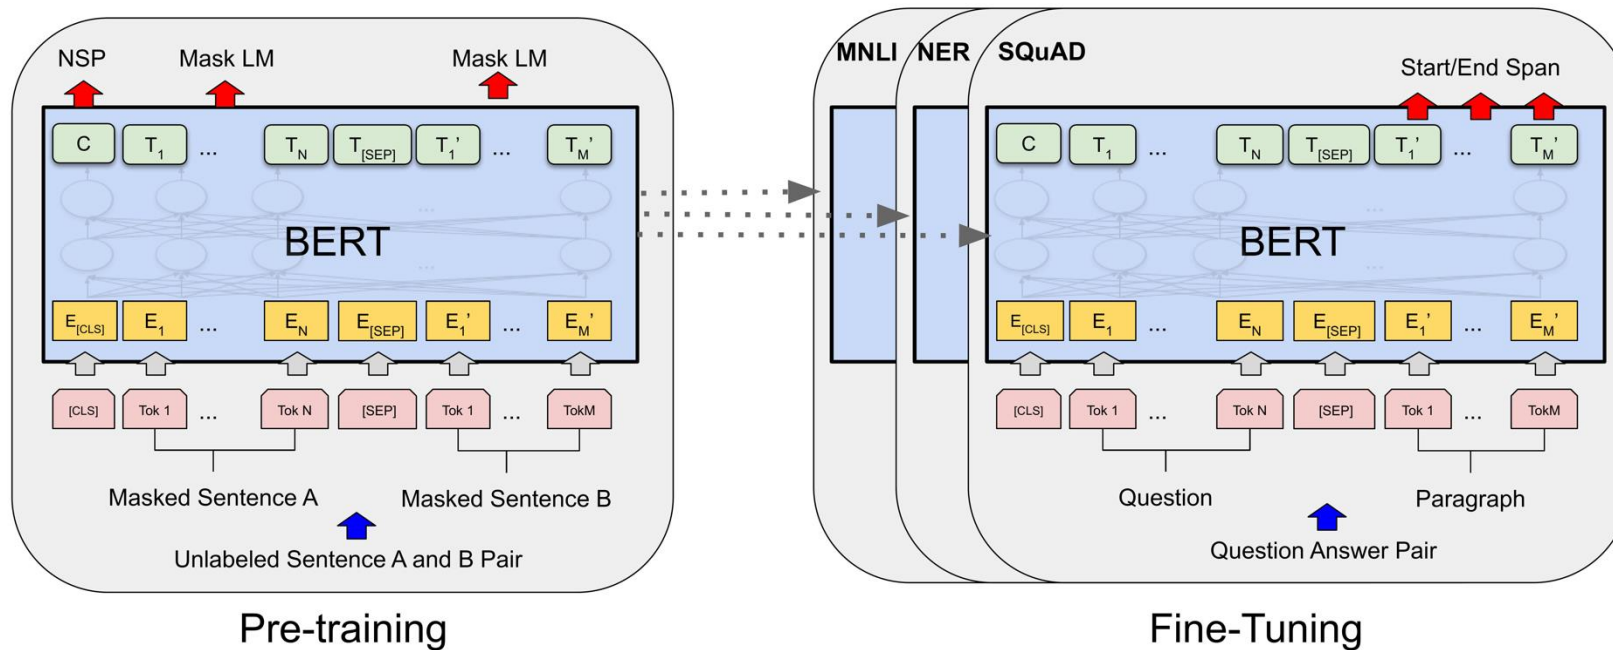 NSP Mask LM Mask LM
C T1 ... TN T[SEP] T1' ... TM'
...
BERT
...
E[CLS] E1 ... EN E[SEP] E1' ... EM'
[CLS] Tok 1 ... Tok N [SEP] Tok 1 ... TokM
Masked Sentence A Masked Sentence B
Unlabeled Sentence A and B Pair
Pre-training
MNLI NER SQuAD
Start/End Span
C T1 ... TN T[SEP] T1' ... TM'
...
BERT
...
E[CLS] E1 ... EN E[SEP] E1' ... EM'
[CLS] Tok 1 ... Tok N [SEP] Tok 1 ... TokM
Question Paragraph
Question Answer Pair
Fine-Tuning